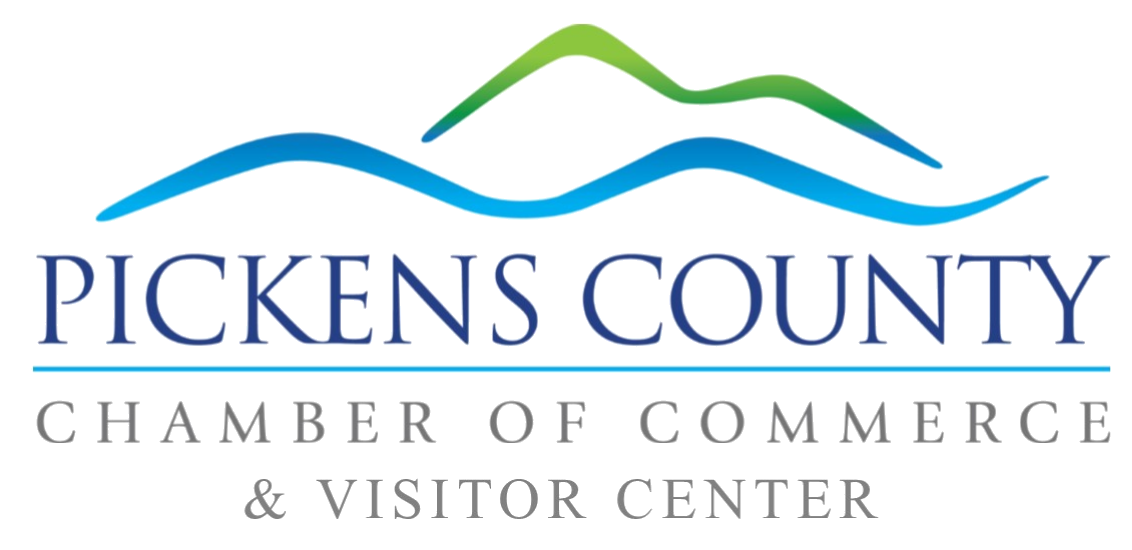 PICKENS COUNTY
CHAMBER OF COMMERCE
& VISITOR CENTER